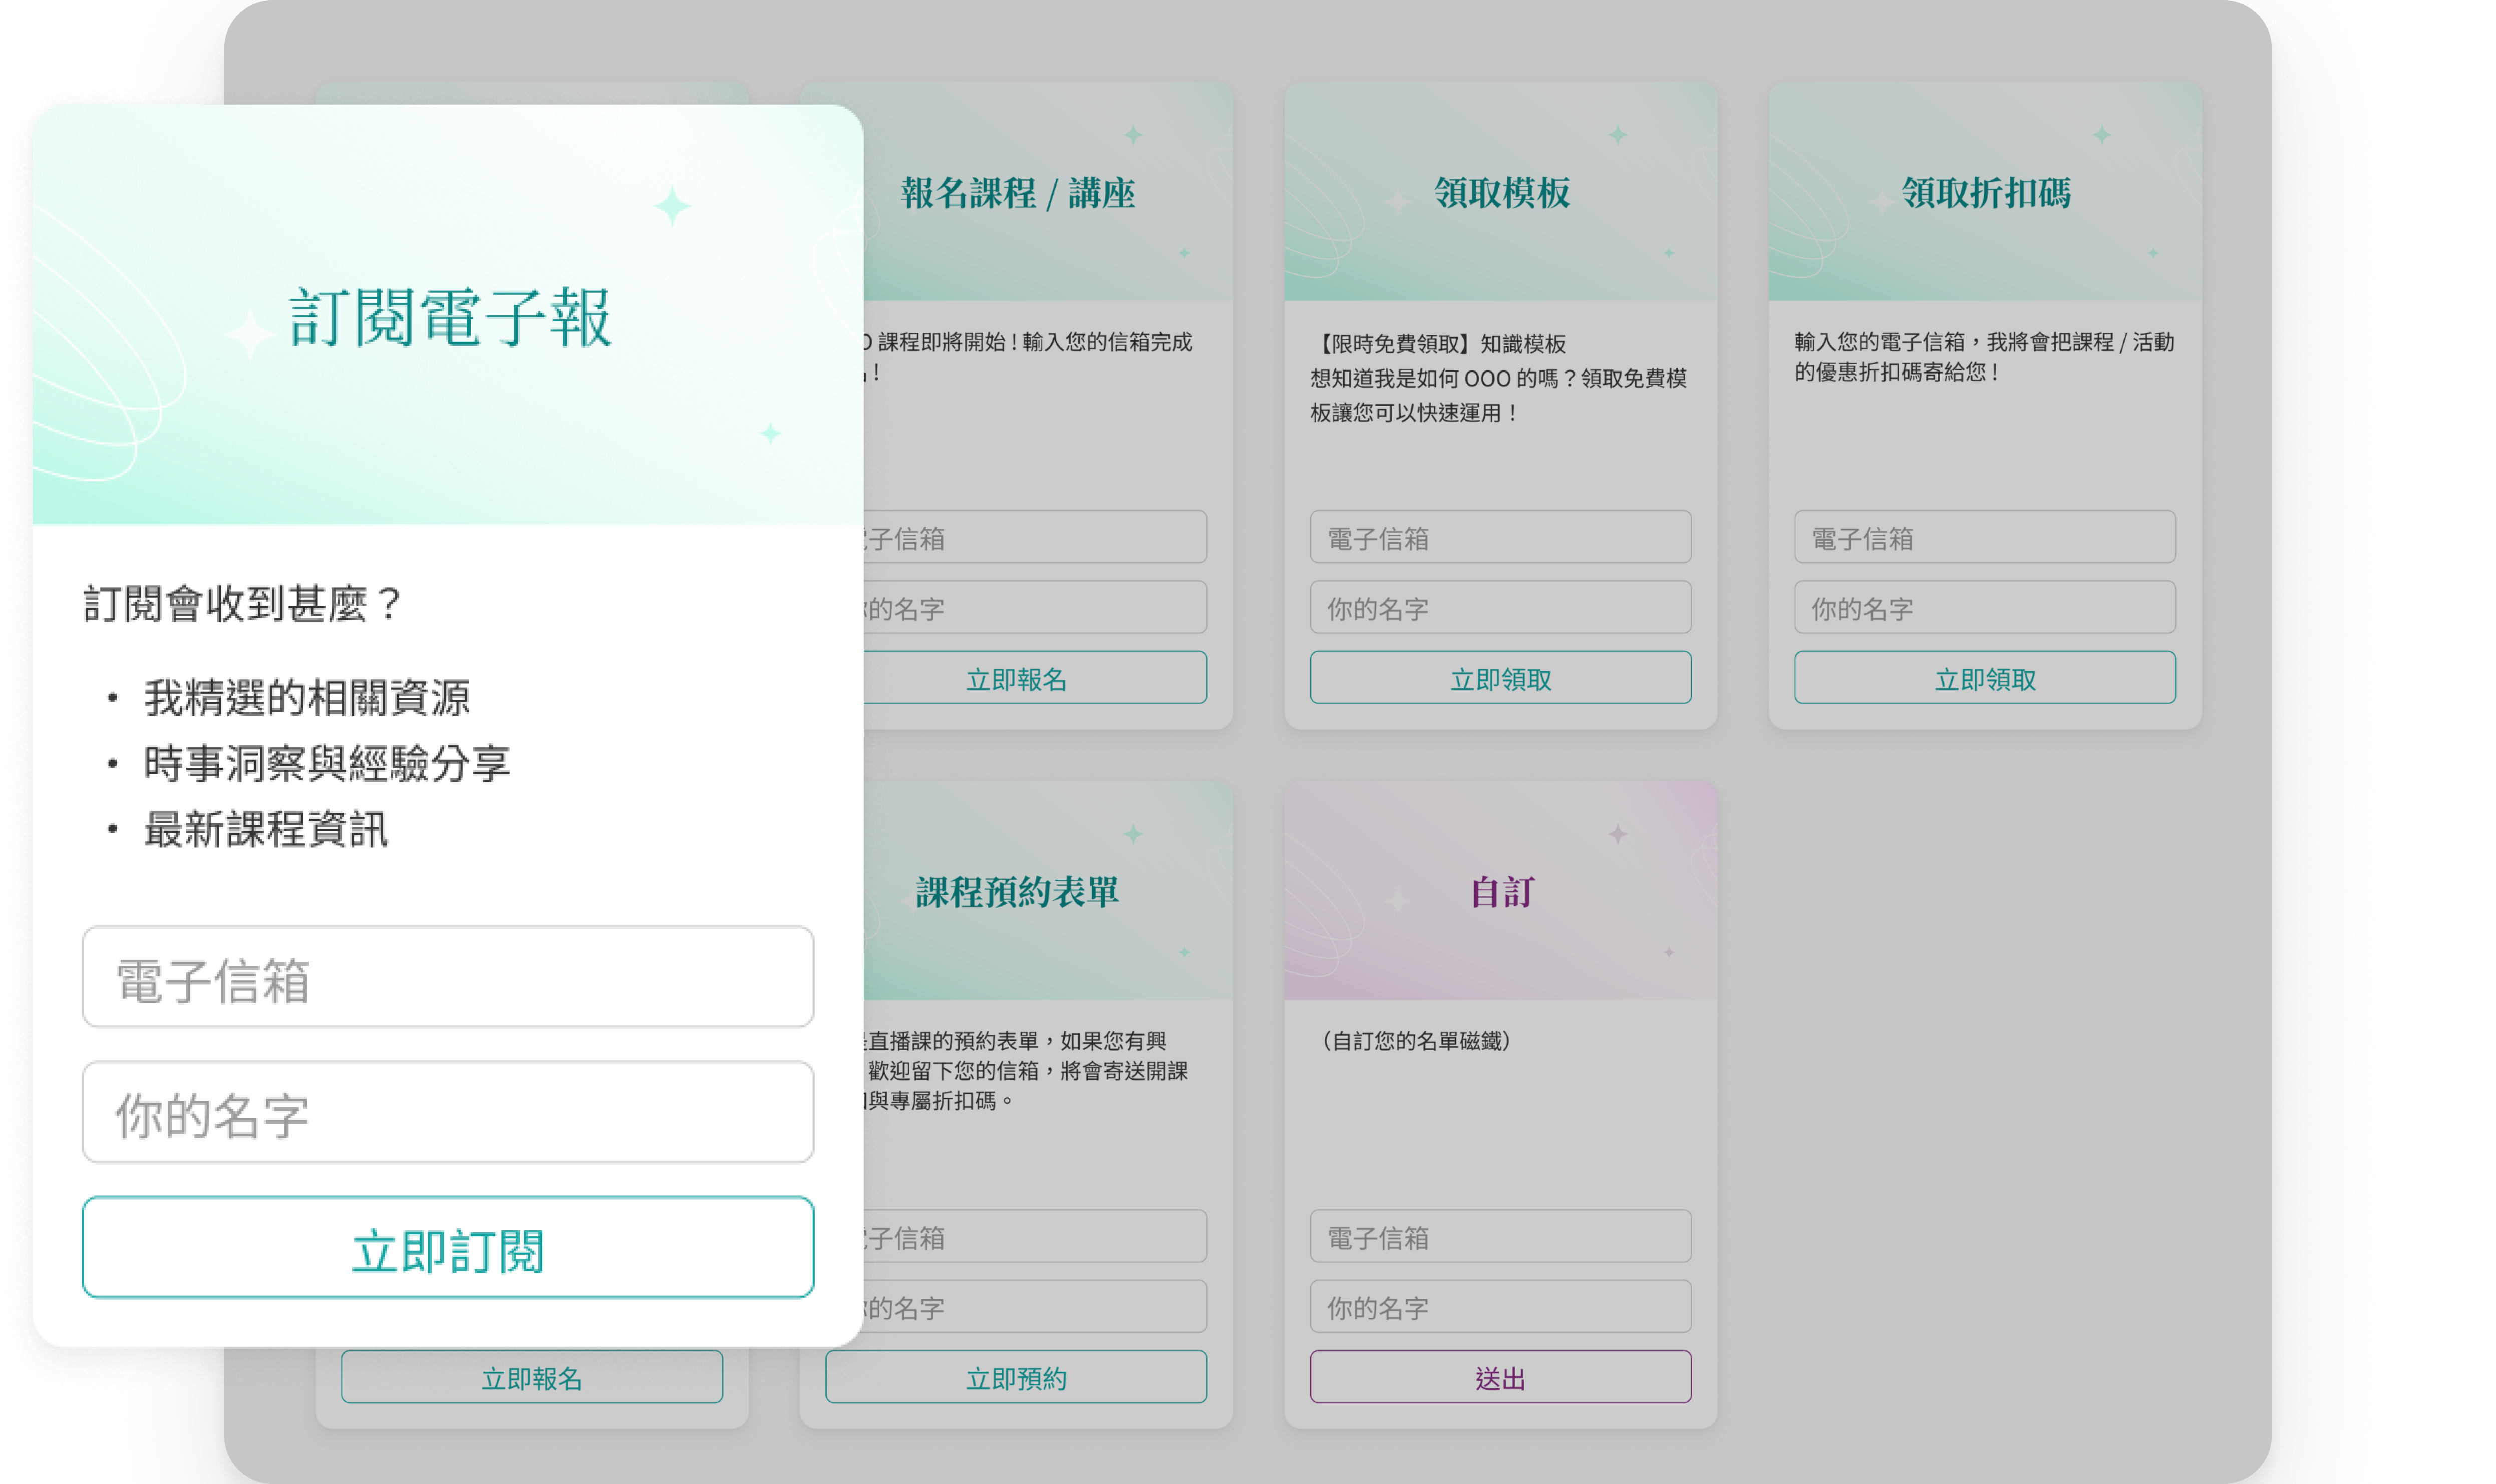 訂閱電子報
訂閱會收到甚麼？
• 我精選的相關資源
• 時事洞察與經驗分享
• 最新課程資訊
電子信箱
你的名字
立即訂閱
報名課程 / 講座
課程即將開始！輸入您的信箱完成
！
子信箱
的名字
立即報名
領取模板
【限時免費領取】知識模板
想知道我是如何 OOO 的嗎？領取免費模
板讓您可以快速運用！
電子信箱
你的名字
立即領取
領取折扣碼
輸入您的電子信箱，我將會把課程 / 活動
的優惠折扣碼寄給您！
電子信箱
你的名字
立即領取
立即報名
課程預約表單
直播課的預約表單，如果您有興
歡迎留下您的信箱，將會寄送開課
與專屬折扣碼。
子信箱
的名字
立即預約
自訂
（自訂您的名單磁鐵）
電子信箱
你的名字
送出